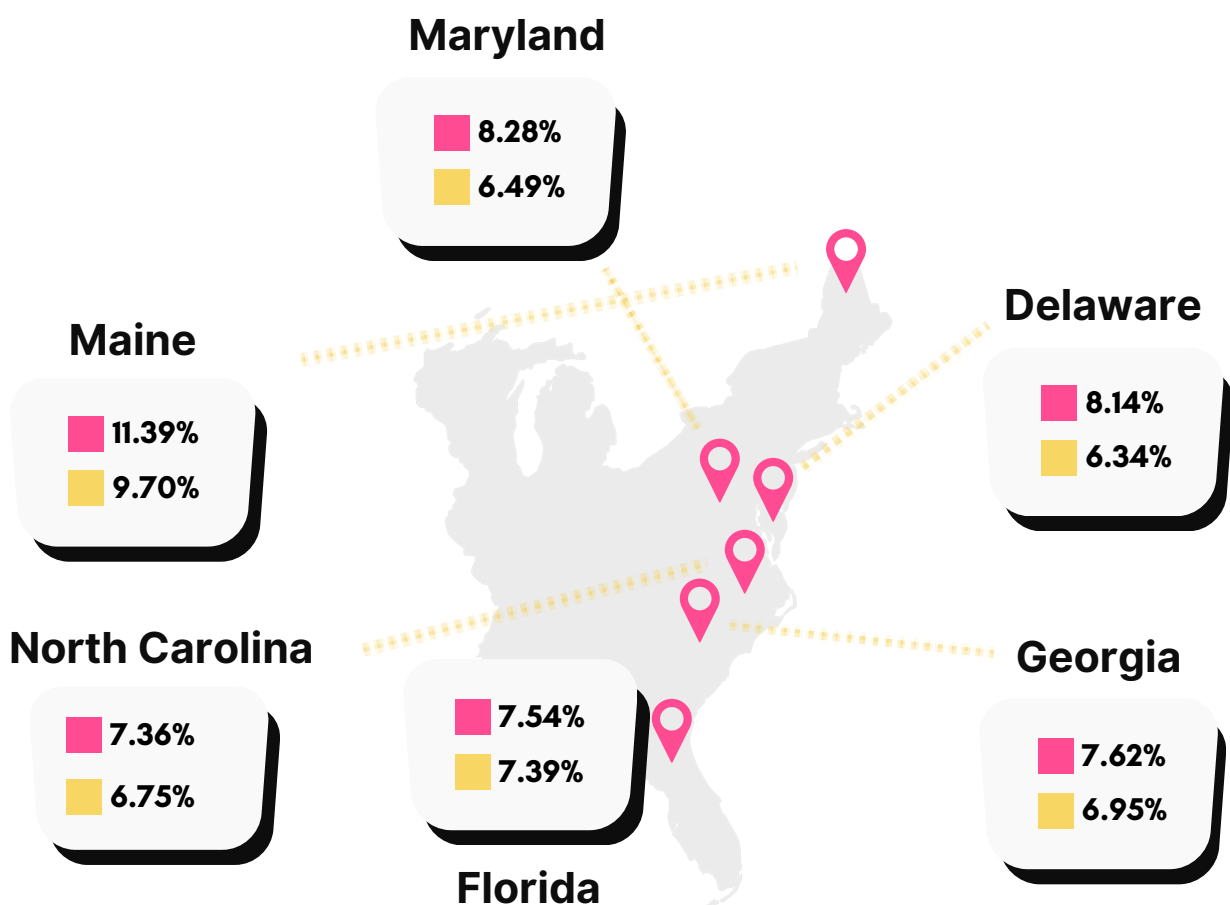 Maryland
8.28%
6.49%
Maine
11.39%
9.70%
Delaware
8.14%
6.34%
North Carolina
7.36%
6.75%
7.54%
7.39%
Florida
Georgia
7.62%
6.95%